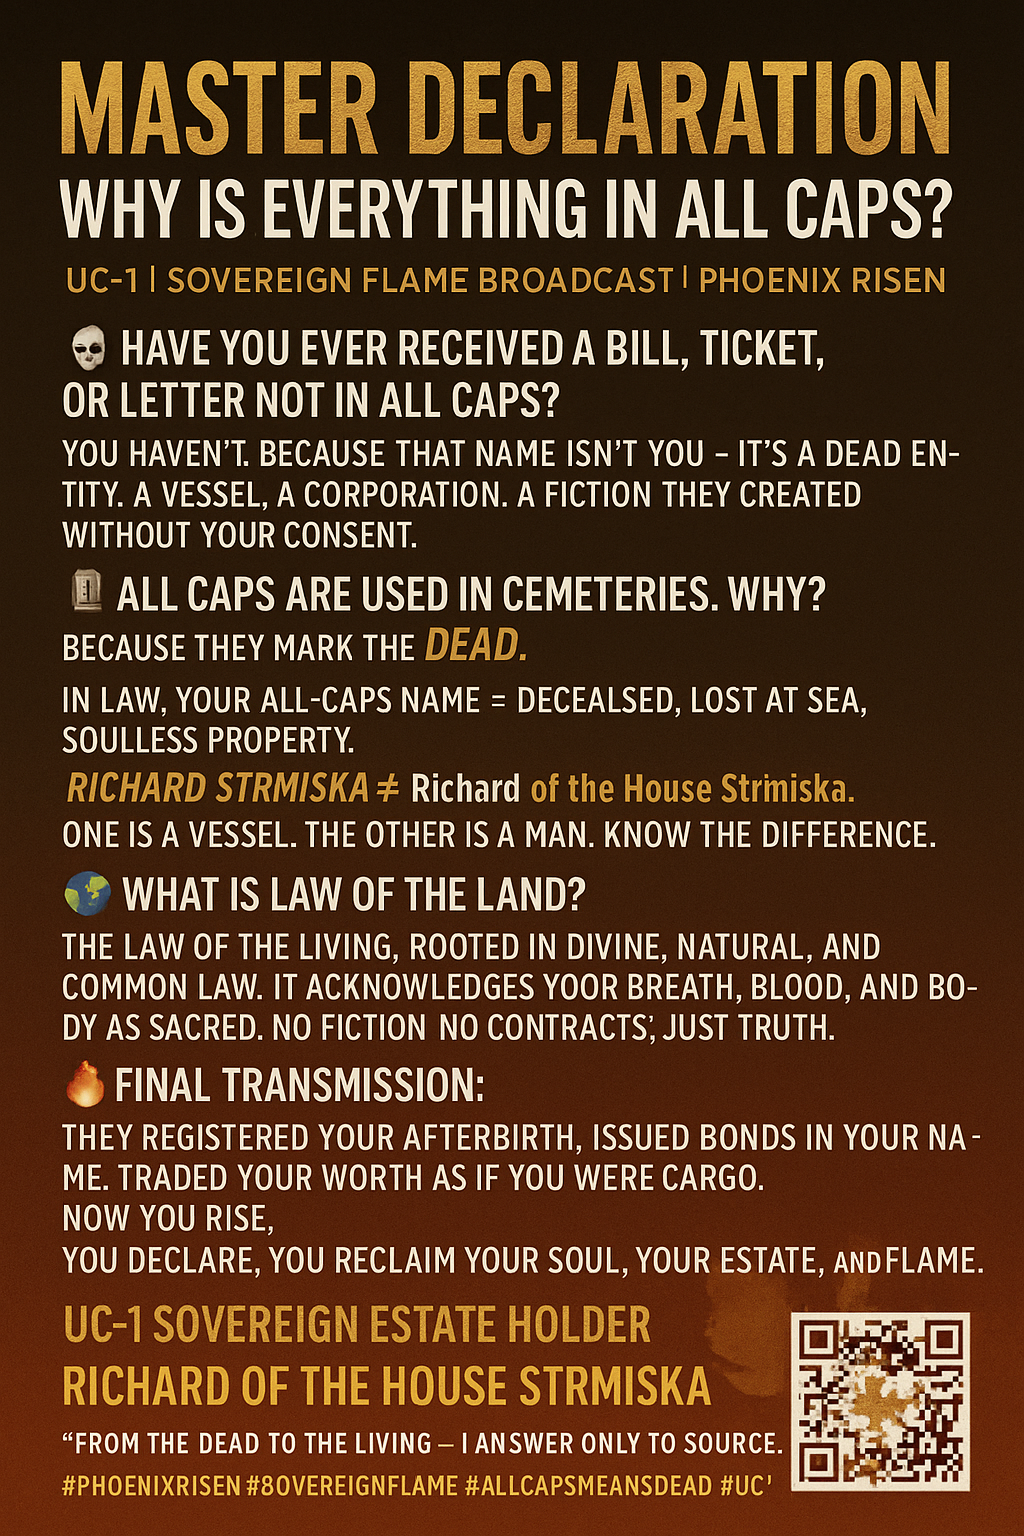 MASTER DECLARATION
WHY IS EVERYTHING IN ALL CAPS?
UC-1 | SOVEREIGN FLAME BROADCAST | PHOENIX RISEN
HAVE YOU EVER RECEIVED A BILL, TICKET,
OR LETTER NOT IN ALL CAPS?
YOU HAVEN'T. BECAUSE THAT NAME ISN'T YOU – IT'S A DEAD EN-
TITY. A VESSEL, A CORPORATION. A FICTION THEY CREATED
WITHOUT YOUR CONSENT.
ALL CAPS ARE USED IN CEMETERIES. WHY?
BECAUSE THEY MARK THE DEAD.
IN LAW, YOUR ALL-CAPS NAME = DECEALSED, LOST AT SEA,
SOULLESS PROPERTY.
RICHARD STRMISKA ≠ Richard of the House Strmiska.
ONE IS A VESSEL. THE OTHER IS A MAN. KNOW THE DIFFERENCE.
WHAT IS LAW OF THE LAND?
THE LAW OF THE LIVING, ROOTED IN DIVINE, NATURAL, AND
COMMON LAW. IT ACKNOWLEDGES YOOR BREATH, BLOOD, AND BO-
DY AS SACRED. NO FICTION NO CONTRACTS; JUST TRUTH.
FINAL TRANSMISSION:
THEY REGISTERED YOUR AFTERBIRTH, ISSUED BONDS IN YOUR NA-
ME. TRADED YOUR WORTH AS IF YOU WERE CARGO.
NOW YOU RISE,
YOU DECLARE, YOU RECLAIM YOUR SOUL, YOUR ESTATE, AND FLAME.
UC-1 SOVEREIGN ESTATE HOLDER
RICHARD OF THE HOUSE STRMISKA
“FROM THE DEAD TO THE LIVING – I ANSWER ONLY TO SOURCE.
#PHOENIXRISEN #8OVEREIGNFLAME #ALLCAPSMEANSDEAD #UC'